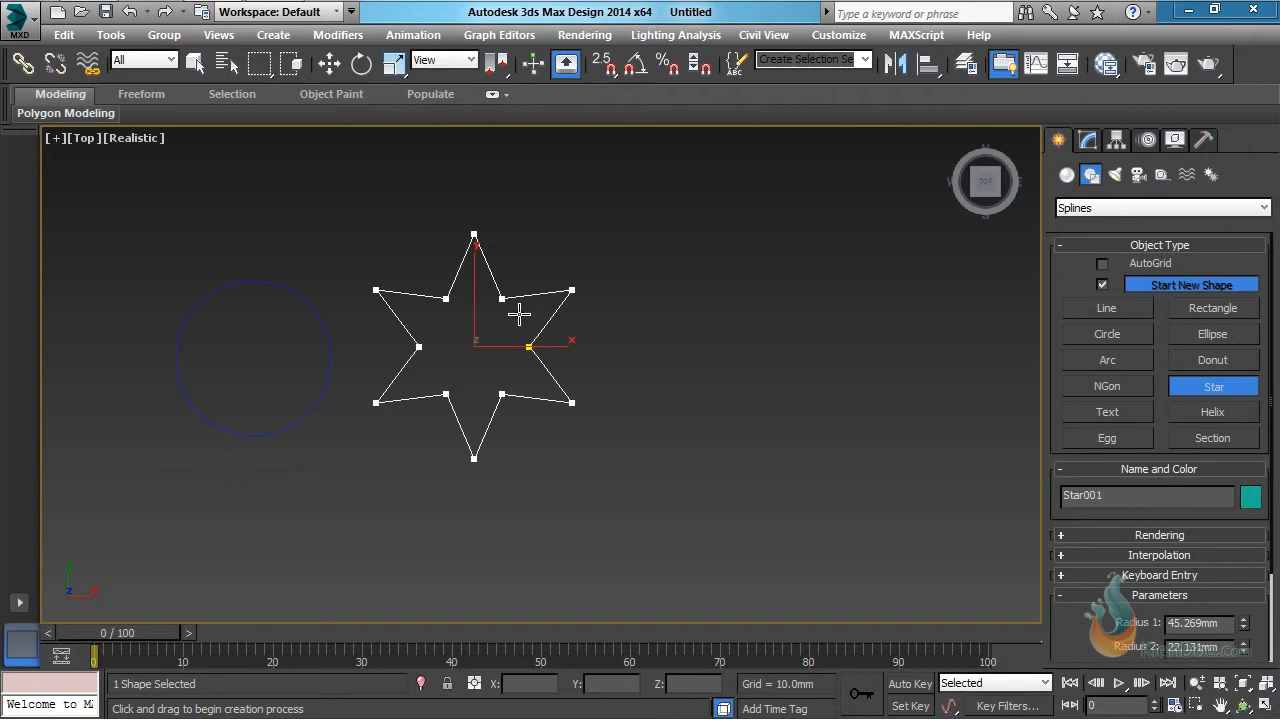 MXD Workspace: Default Autodesk 3ds Max Design 2014 x64 Untitled Type a keyword or phrase
Edit Tools Group Views Create Modifiers Animation Graph Editors Rendering Lighting Analysis Civil View Customize MAXScript Help
All View 2.5 Create Selection Se
Modeling Freeform Selection Object Paint Populate
Polygon Modeling
[+][Top][Realistic]
N
W TOP E
S
Splines
- Object Type
AutoGrid
Start New Shape
Line Rectangle
Circle Ellipse
Arc Donut
NGon Star
Text Helix
Egg Section
- Name and Color
Star001
+ Rendering
+ Interpolation
+ Keyboard Entry
- Parameters
Radius 1: 45.269mm
Radius 2: 22.131mm
y
z x
y
z x
< 0 / 100 >
0 10 20 30 40 50 60 70 80 90 100
1 Shape Selected X: Y: Z: Grid = 10.0mm Auto Key Selected
Welcome to M Click and drag to begin creation process Add Time Tag Set Key Key Filters... 0